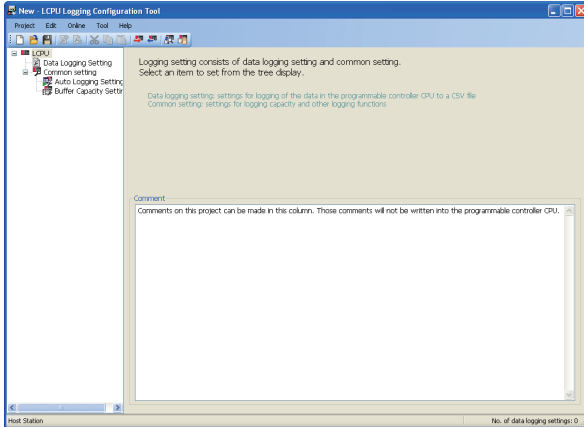 New - LCPU Logging Configuration Tool
Project Edit Online Tool Help
LCPU
Data Logging Setting
Common setting
Auto Logging Setting
Buffer Capacity Settin
Logging setting consists of data logging setting and common setting.
Select an item to set from the tree display.
Data logging setting: settings for logging of the data in the programmable controller CPU to a CSV file
Common setting: settings for logging capacity and other logging functions
Comment
Comments on this project can be made in this column. Those comments will not be written into the programmable controller CPU.
Host Station No. of data logging settings: 0